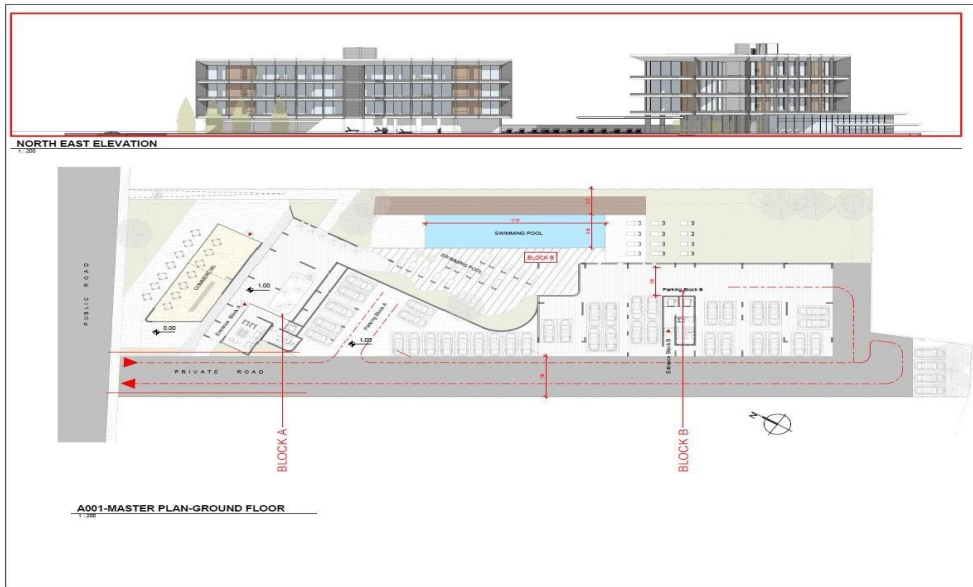 NORTH EAST ELEVATION
1 : 200
PUBLIC ROAD
COMMERCIAL
0.00
1.00
Entrance Block A
Parking Block A
1.00
SWIMMING POOL
SWIMMING POOL
BLOCK B
Parking Block B
Entrance Block B
PRIVATE ROAD
N
BLOCK A
BLOCK B
A001-MASTER PLAN-GROUND FLOOR
1 : 200